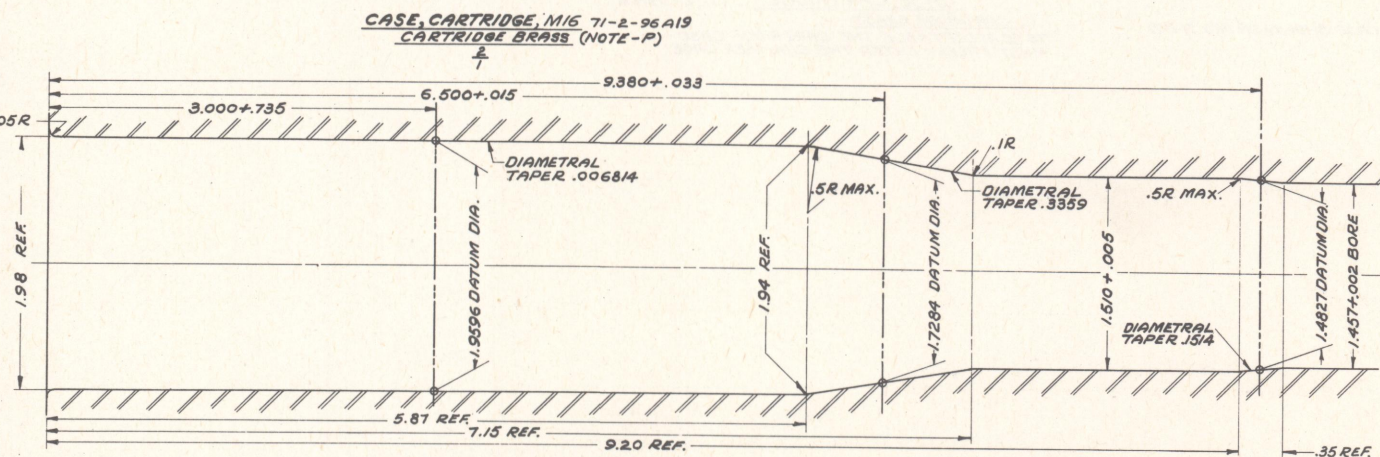 CASE, CARTRIDGE, M16 71-2-96A19
CARTRIDGE BRASS (NOTE-P)
2
1
9.380+.033
6.500+.015
3.000+.735
05R
DIAMETRAL
TAPER .006814
.5R MAX.
.1R
DIAMETRAL
TAPER .3359
.5R MAX.
1.98 REF.
1.9596 DATUM DIA.
1.94 REF.
1.7284 DATUM DIA.
1.510+.005
1.4827 DATUM DIA.
1.457+.002 BORE
DIAMETRAL
TAPER .1514
5.87 REF.
7.15 REF.
9.20 REF.
.35 REF.